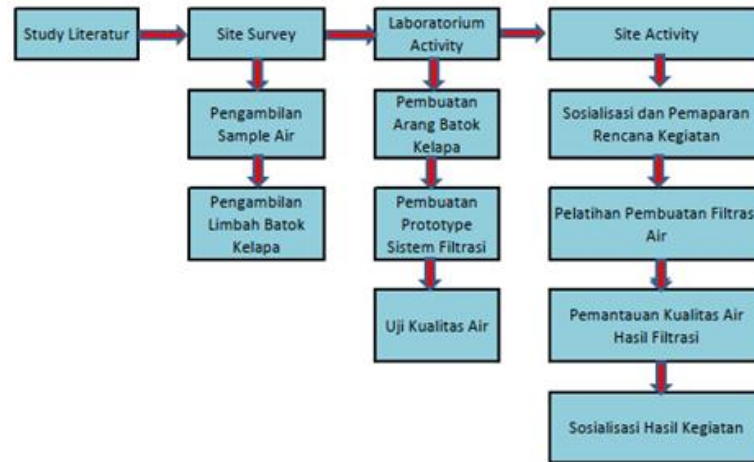 Study Literatur
Site Survey
Laboratorium
Activity
Site Activity
Pengambilan
Sample Air
Pembuatan
Arang Batok
Kelapa
Sosialisasi dan Pemaparan
Rencana Kegiatan
Pengambilan
Limbah Batok
Kelapa
Pembuatan
Prototype
Sistem Filtrasi
Pelatihan Pembuatan Filtras
Air
Uji Kualitas Air
Pemantauan Kualitas Air
Hasil Filtrasi
Sosialisasi Hasil Kegiatan